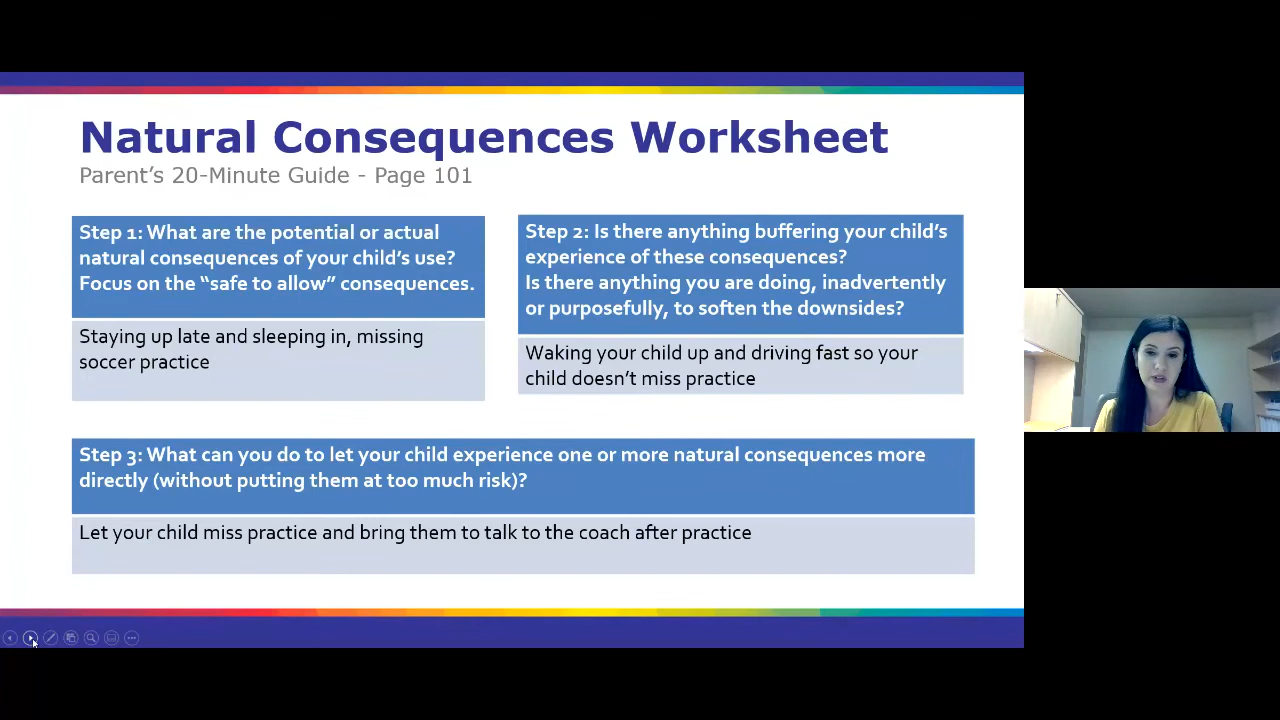 Natural Consequences Worksheet
Parent’s 20-Minute Guide - Page 101
Step 1: What are the potential or actual
natural consequences of your child’s use?
Focus on the “safe to allow” consequences.
Staying up late and sleeping in, missing
soccer practice
Step 2: Is there anything buffering your child’s
experience of these consequences?
Is there anything you are doing, inadvertently
or purposefully, to soften the downsides?
Waking your child up and driving fast so your
child doesn’t miss practice
Step 3: What can you do to let your child experience one or more natural consequences more
directly (without putting them at too much risk)?
Let your child miss practice and bring them to talk to the coach after practice